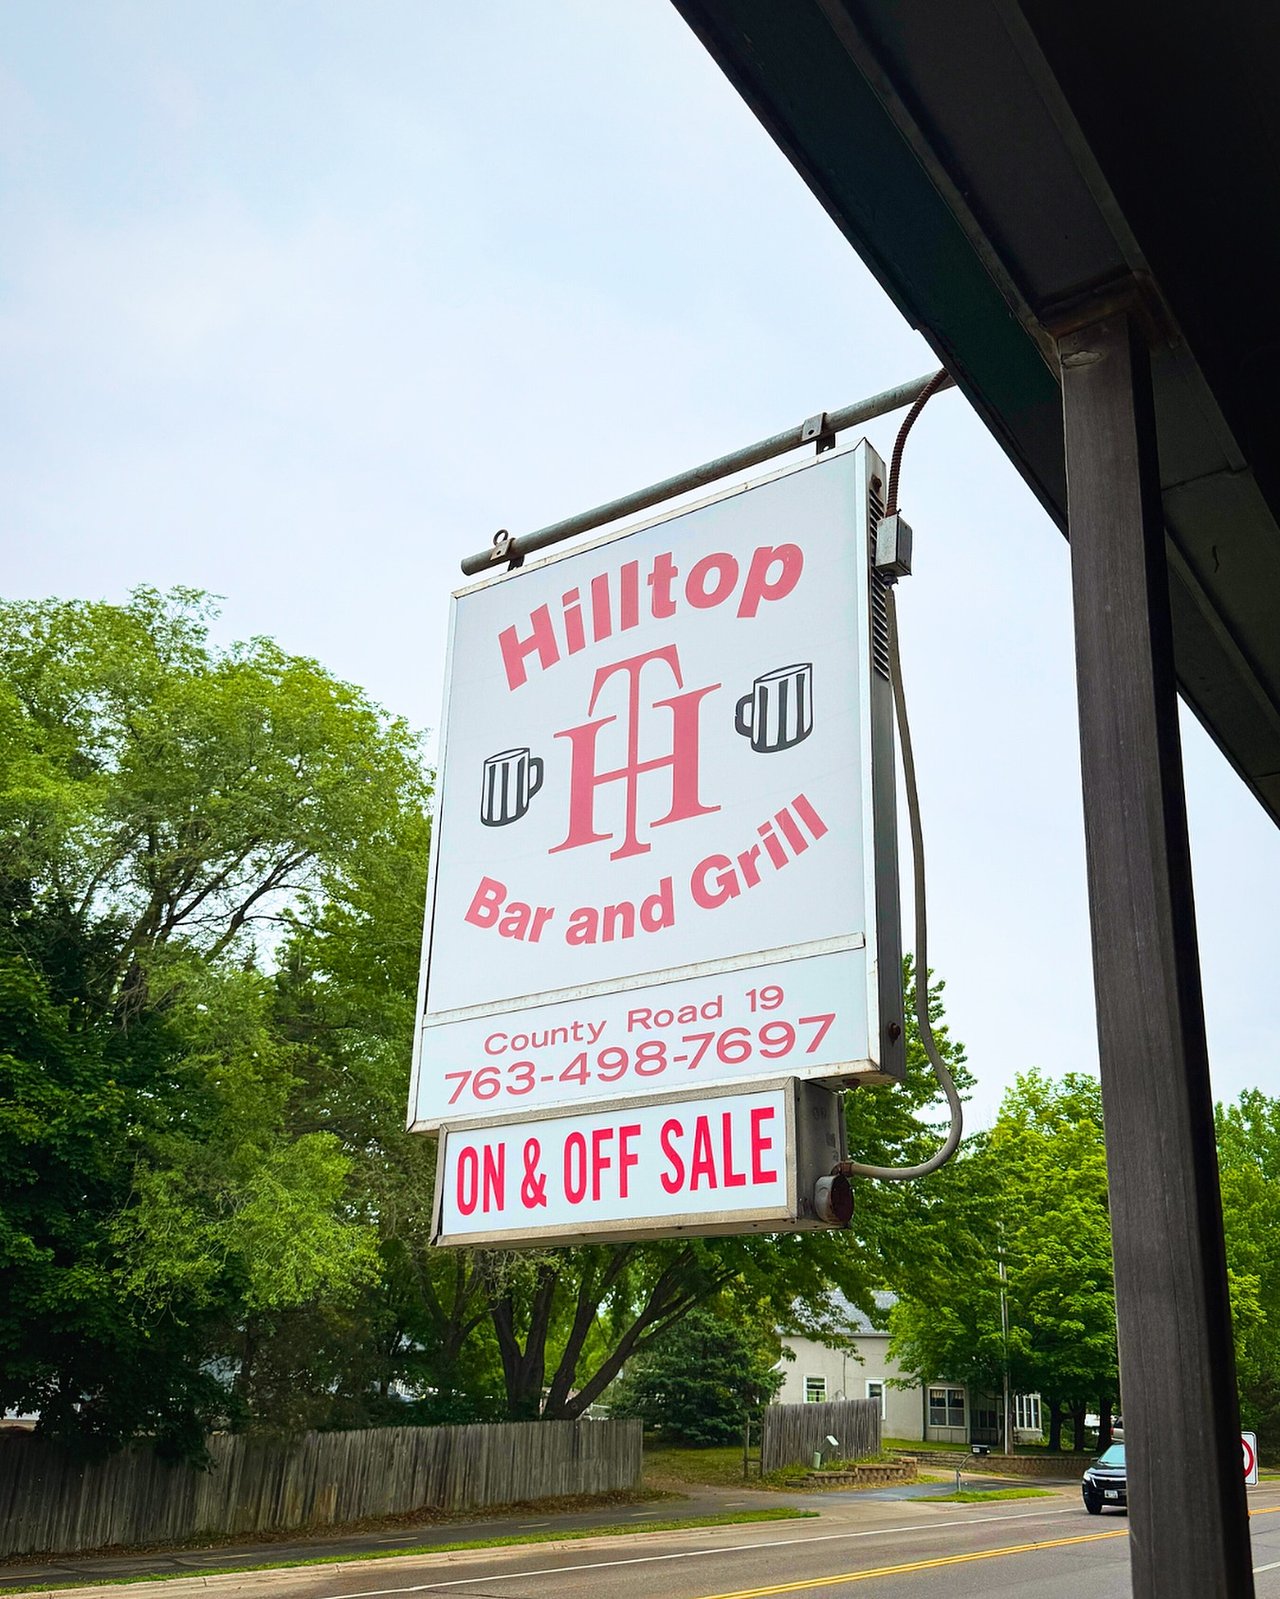 Hilltop
HT
Bar and Grill
County Road 19
763-498-7697
ON & OFF SALE